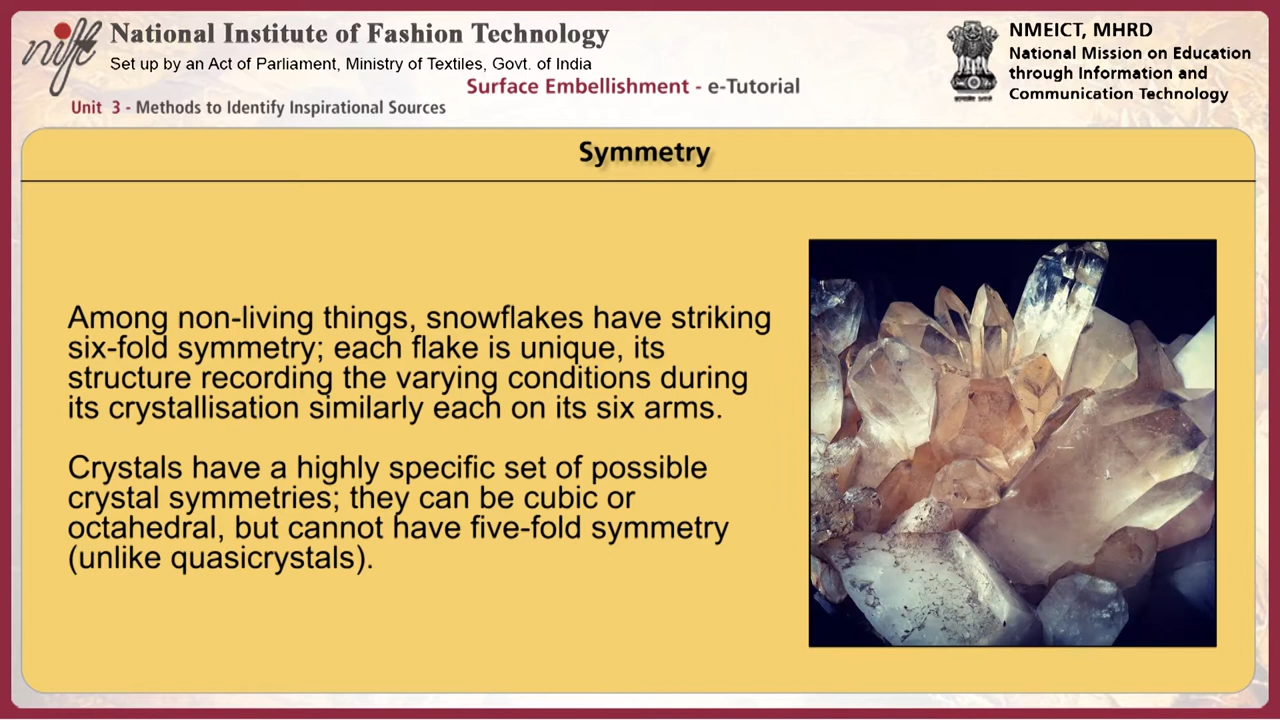 nift
National Institute of Fashion Technology
Set up by an Act of Parliament, Ministry of Textiles, Govt. of India
Surface Embellishment - e-Tutorial
Unit 3 - Methods to Identify Inspirational Sources
NMEICT, MHRD
National Mission on Education
through Information and
Communication Technology
Symmetry
Among non-living things, snowflakes have striking
six-fold symmetry; each flake is unique, its
structure recording the varying conditions during
its crystallisation similarly each on its six arms.
Crystals have a highly specific set of possible
crystal symmetries; they can be cubic or
octahedral, but cannot have five-fold symmetry
(unlike quasicrystals).